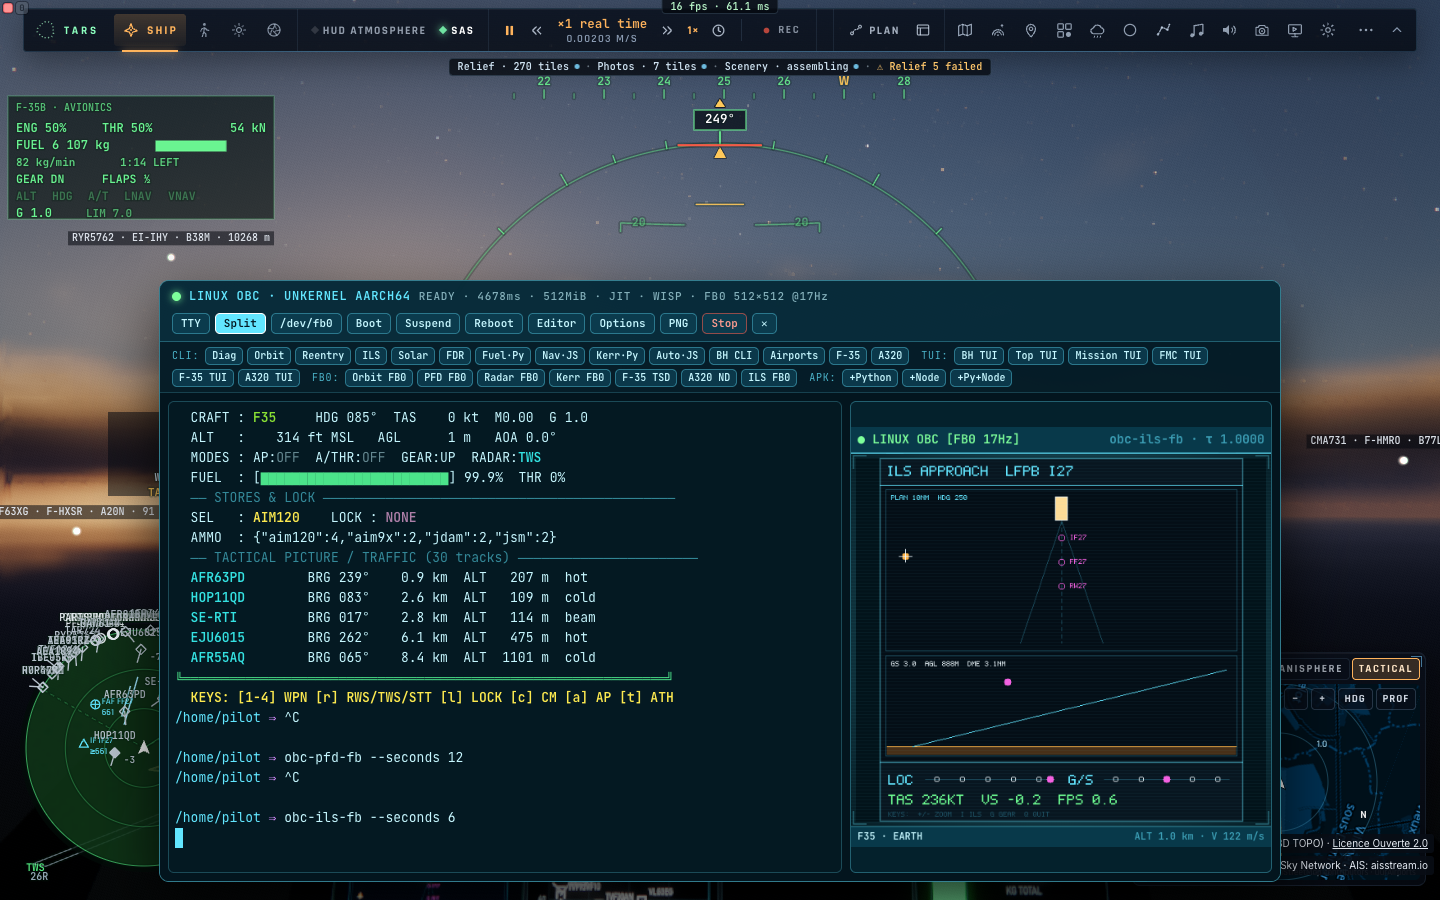 16 fps · 61.1 ms
TARS SHIP HUD ATMOSPHERE SAS ×1 real time 0.00203 M/S 1× REC PLAN
Relief · 270 tiles · Photos · 7 tiles · Scenery · assembling · ⚠ Relief 5 failed
22 23 24 25 26 W 28
249°
20 20
F-35B · AVIONICS
ENG 50% THR 50% 54 kN
FUEL 6 107 kg
82 kg/min 1:14 LEFT
GEAR DN FLAPS ½
ALT HDG A/T LNAV VNAV
G 1.0 LIM 7.0
RYR5762 · EI-IHY · B38M · 10268 m
LINUX OBC · UNKERNEL AARCH64 READY · 4678ms · 512MiB · JIT · WISP · FB0 512×512 @17Hz
TTY Split /dev/fb0 Boot Suspend Reboot Editor Options PNG Stop ×
CLI: Diag Orbit Reentry ILS Solar FDR Fuel·Py Nav·JS Kerr·Py Auto·JS BH CLI Airports F-35 A320 TUI: BH TUI Top TUI Mission TUI FMC TUI
F-35 TUI A320 TUI FB0: Orbit FB0 PFD FB0 Radar FB0 Kerr FB0 F-35 TSD A320 ND ILS FB0 APK: +Python +Node +Py+Node
CRAFT : F35 HDG 085° TAS 0 kt M0.00 G 1.0
ALT : 314 ft MSL AGL 1 m AOA 0.0°
MODES : AP:OFF A/THR:OFF GEAR:UP RADAR:TWS
FUEL : [ ] 99.9% THR 0%
── STORES & LOCK ──
SEL : AIM120 LOCK : NONE
AMMO : {"aim120":4,"aim9x":2,"jdam":2,"jsm":2}
── TACTICAL PICTURE / TRAFFIC (30 tracks) ──
AFR63PD BRG 239° 0.9 km ALT 207 m hot
HOP11QD BRG 083° 2.6 km ALT 109 m cold
SE-RTI BRG 017° 2.8 km ALT 114 m beam
EJU6015 BRG 262° 6.1 km ALT 475 m hot
AFR55AQ BRG 065° 8.4 km ALT 1101 m cold
KEYS: [1-4] WPN [r] RWS/TWS/STT [l] LOCK [c] CM [a] AP [t] ATH
/home/pilot ⇒ ^C
/home/pilot ⇒ obc-pfd-fb --seconds 12
/home/pilot ⇒ ^C
/home/pilot ⇒ obc-ils-fb --seconds 6
LINUX OBC [FB0 17Hz] obc-ils-fb · τ 1.0000
ILS APPROACH LFPB I27
PLAN 10NM HDG 250
IF27
FF27
RW27
GS 3.0 AGL 888M DME 3.1NM
LOC G/S
TAS 236KT VS -0.2 FPS 0.6
F35 · EARTH ALT 1.0 km · V 122 m/s
CMA731 · F-HMRO · B77L
F63XG · F-HXSR · A20N · 91
AFR63PD
HOP11QD
-3
TWS
26R
ANISPHERE TACTICAL
- + HDG PROF
1.0
N
3D TOPO) · Licence Ouverte 2.0
Sky Network · AIS: aisstream.io
KG TOTAL